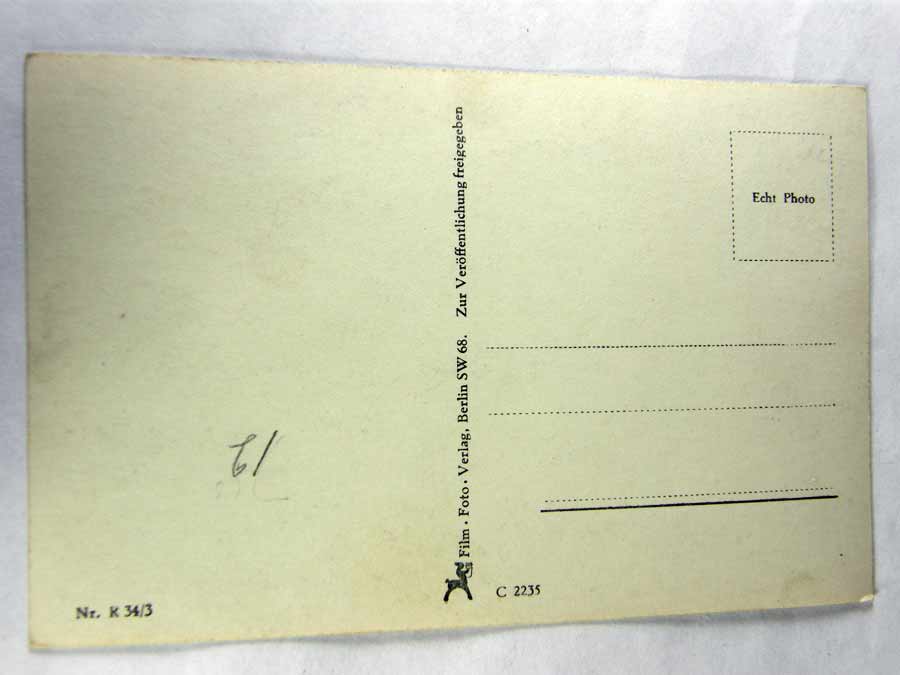 Echt Photo
Film • Foto • Verlag, Berlin SW 68. Zur Veröffentlichung freigegeben
C 2235
Nr. R 34/3